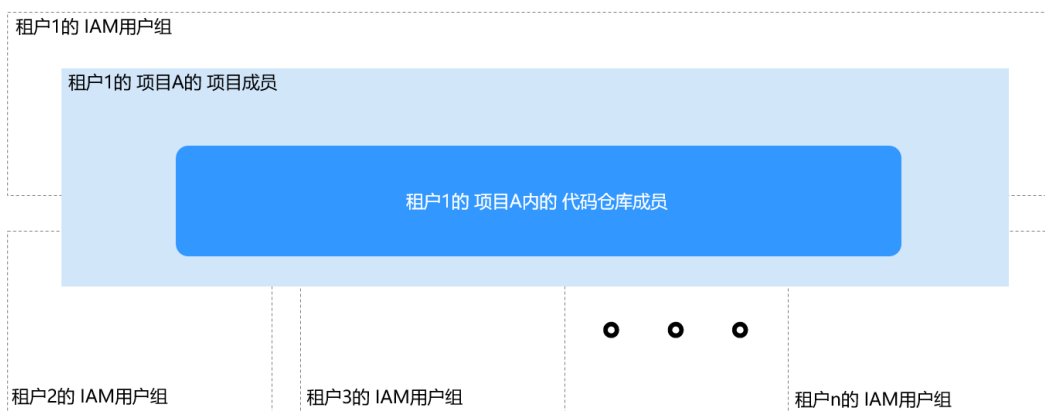 租户1的 IAM用户组
租户1的 项目A的 项目成员
租户1的 项目A内的 代码仓库成员
租户2的 IAM用户组
租户3的 IAM用户组
租户n的 IAM用户组